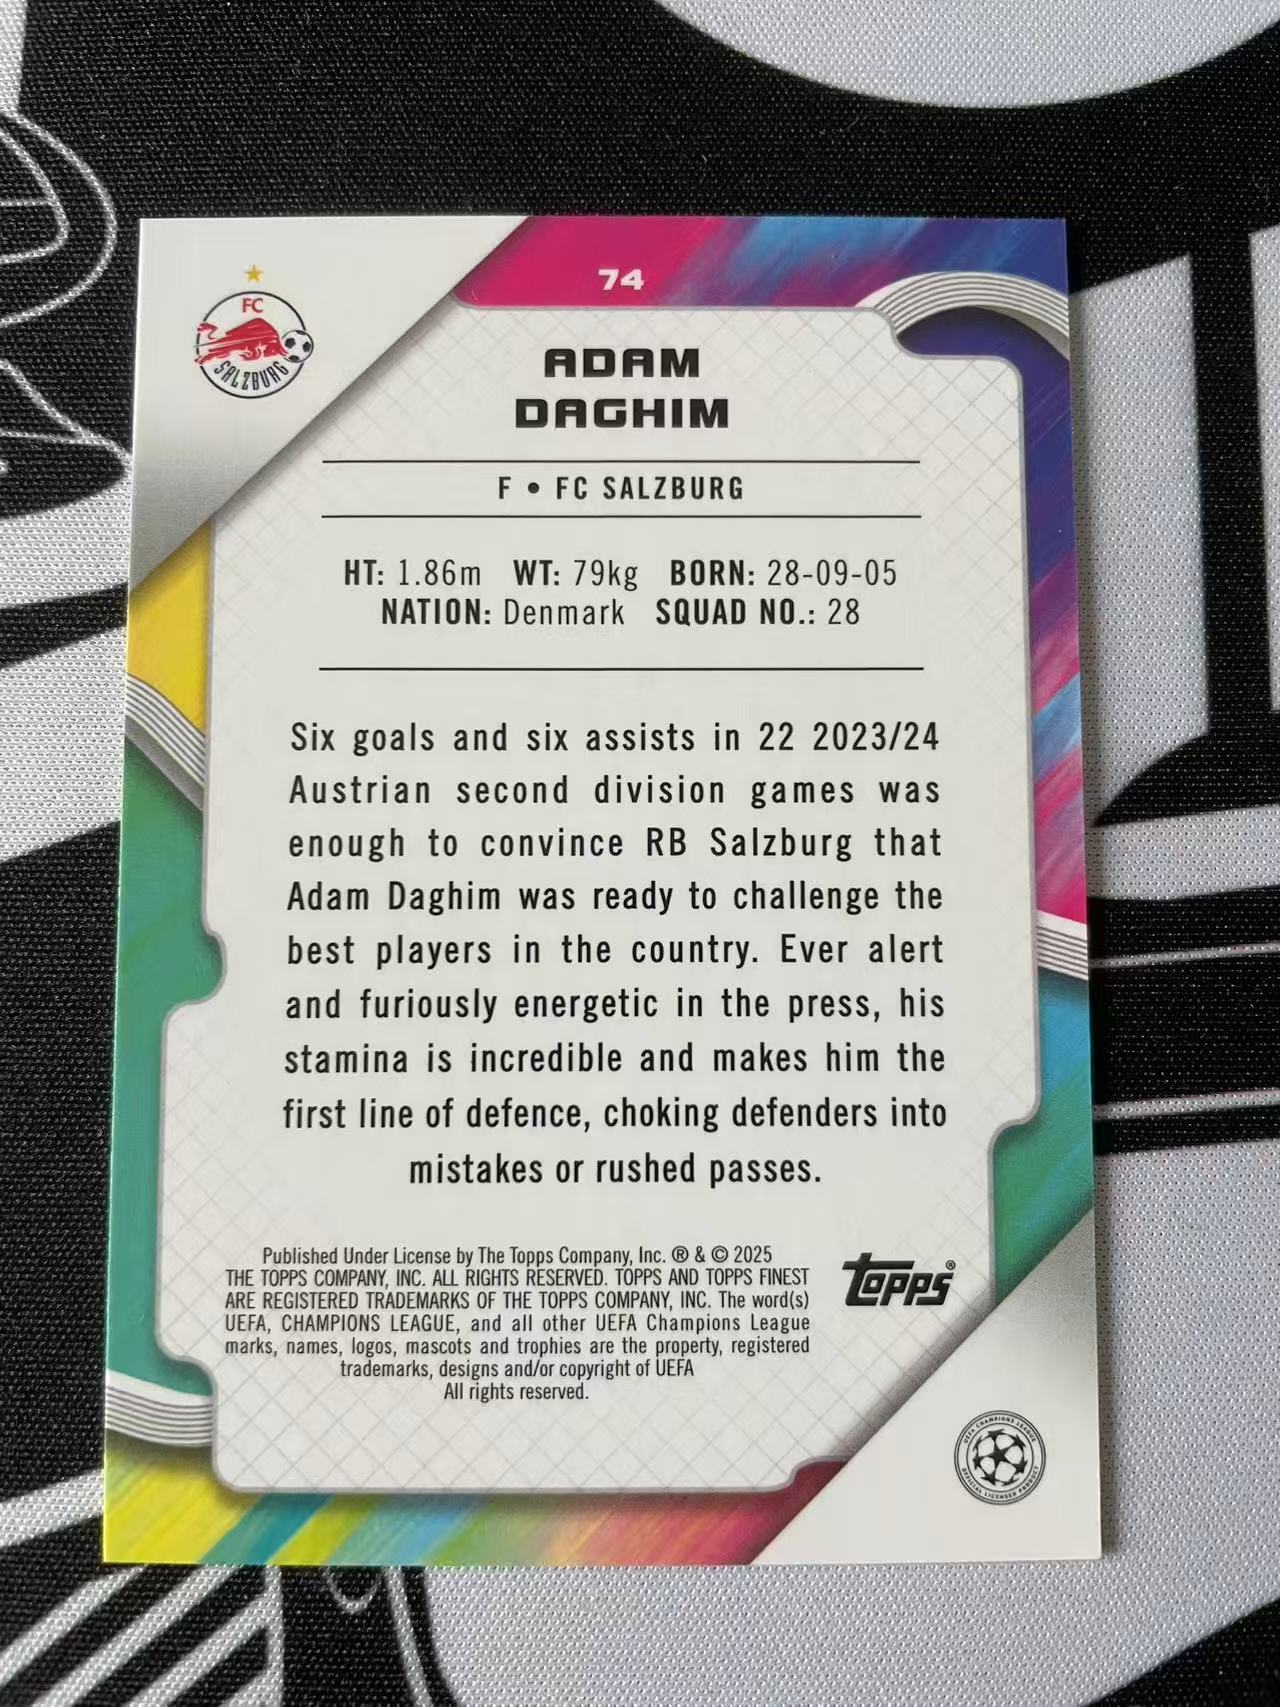 74
FC
SALZBURG
ADAM
DAGHIM
F • FC SALZBURG
HT: 1.86m WT: 79kg BORN: 28-09-05
NATION: Denmark SQUAD NO.: 28
Six goals and six assists in 22 2023/24
Austrian second division games was
enough to convince RB Salzburg that
Adam Daghim was ready to challenge the
best players in the country. Ever alert
and furiously energetic in the press, his
stamina is incredible and makes him the
first line of defence, choking defenders into
mistakes or rushed passes.
Published Under License by The Topps Company, Inc. ® & © 2025
THE TOPPS COMPANY, INC. ALL RIGHTS RESERVED. TOPPS AND TOPPS FINEST
ARE REGISTERED TRADEMARKS OF THE TOPPS COMPANY, INC. The word(s)
UEFA, CHAMPIONS LEAGUE, and all other UEFA Champions League
marks, names, logos, mascots and trophies are the property, registered
trademarks, designs and/or copyright of UEFA
All rights reserved.
Topps®
UEFA CHAMPIONS LEAGUE
OFFICIAL LICENSED PRODUCT